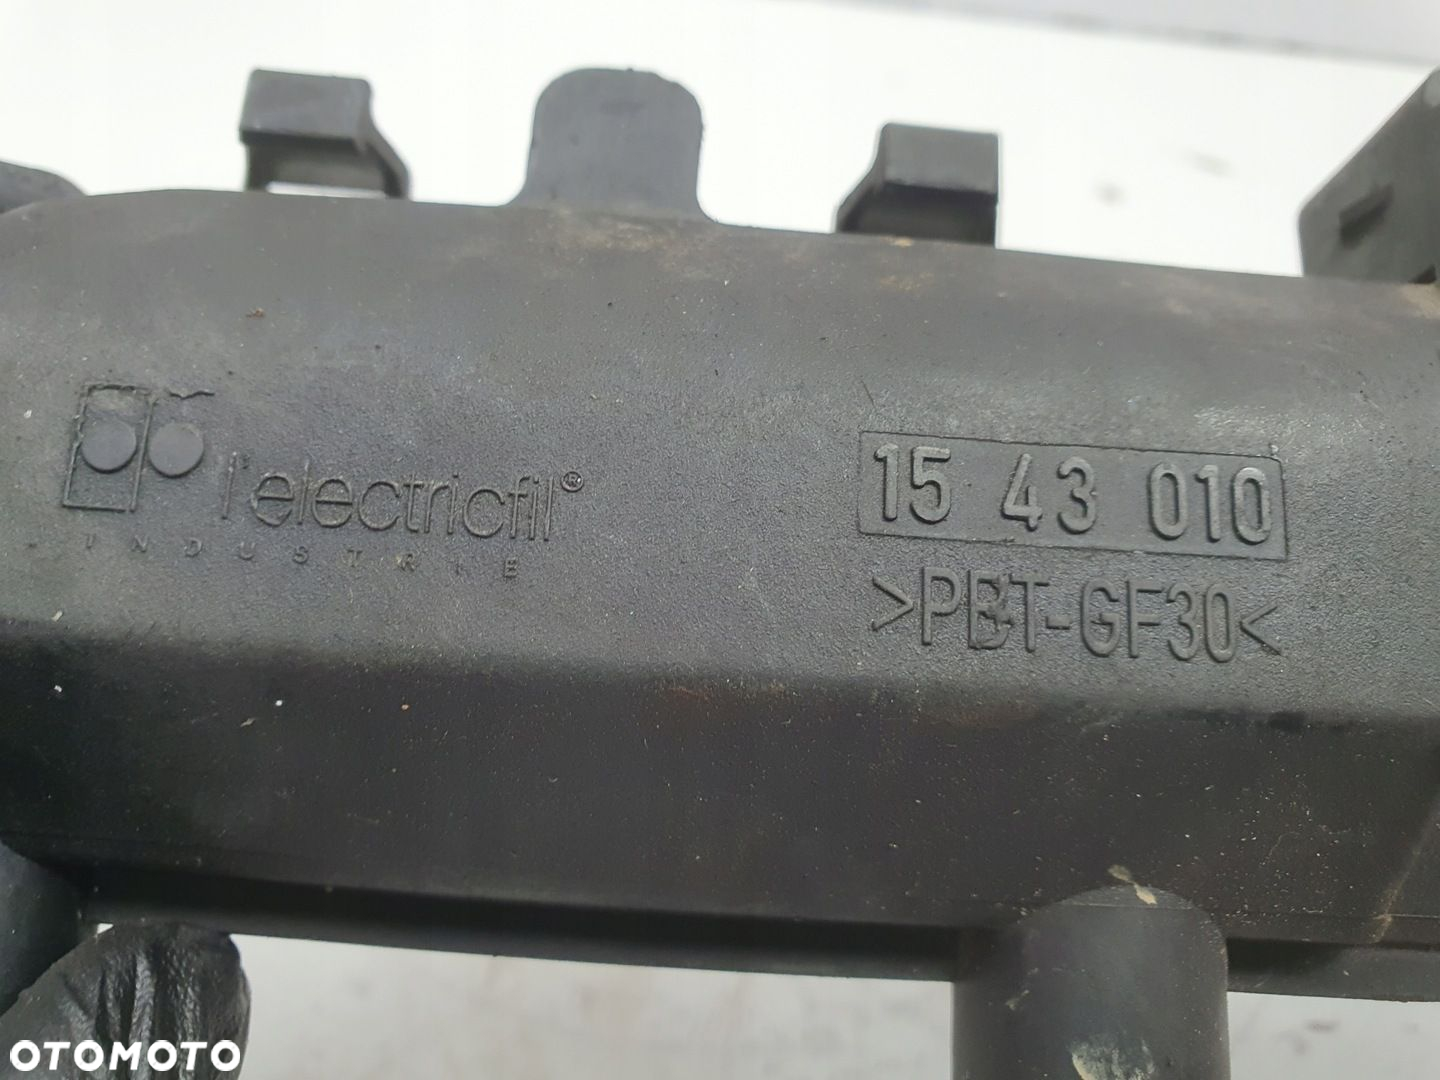 l'electricfil®
INDUSTRIE
15 43 010
>PBT-GF30<
OTOMOTO